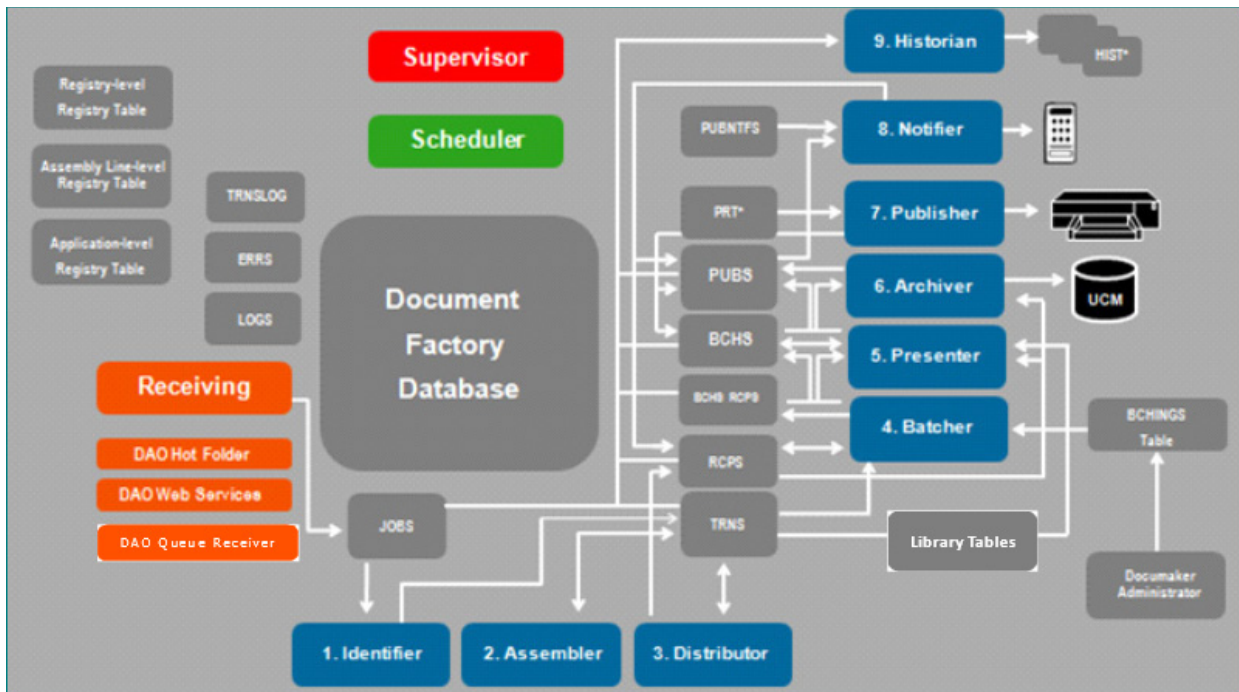 Supervisor
Scheduler
Registry-level
Registry Table
Assembly Line-level
Registry Table
Application-level
Registry Table
TRNSLOG
ERRS
LOGS
Document
Factory
Database
Receiving
DAO Hot Folder
DAO Web Services
DAO Queue Receiver
JOBS
1. Identifier
2. Assembler
3. Distributor
PUBNTFS
PRT*
PUBS
BCHS
BCHS RCPS
RCPS
TRNS
9. Historian
HIST*
8. Notifier
7. Publisher
6. Archiver
UCM
5. Presenter
4. Batcher
Library Tables
BCHINGS
Table
Documaker
Administrator